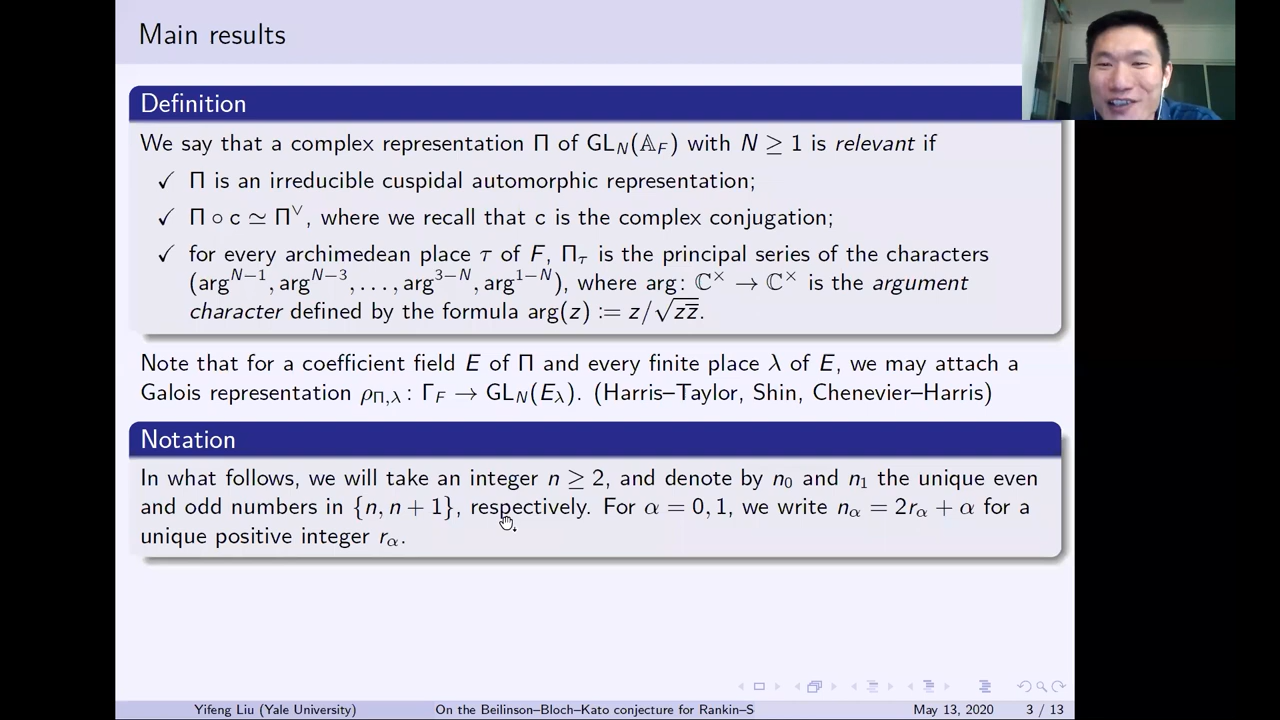 Main results
Definition
We say that a complex representation Π of GL_N(𝔸_F) with N ≥ 1 is relevant if
✓ Π is an irreducible cuspidal automorphic representation;
✓ Π ∘ c ≃ Π^∨, where we recall that c is the complex conjugation;
✓ for every archimedean place τ of F, Π_τ is the principal series of the characters
(arg^{N−1}, arg^{N−3}, . . . , arg^{3−N}, arg^{1−N}), where arg: ℂ^× → ℂ^× is the argument
character defined by the formula arg(z) := z/√(z z̄).
Note that for a coefficient field E of Π and every finite place λ of E, we may attach a
Galois representation ρ_{Π,λ} : Γ_F → GL_N(E_λ). (Harris–Taylor, Shin, Chenevier–Harris)
Notation
In what follows, we will take an integer n ≥ 2, and denote by n_0 and n_1 the unique even
and odd numbers in {n, n + 1}, respectively. For α = 0, 1, we write n_α = 2r_α + α for a
unique positive integer r_α.
Yifeng Liu (Yale University) On the Beilinson–Bloch–Kato conjecture for Rankin–S May 13, 2020 3 / 13